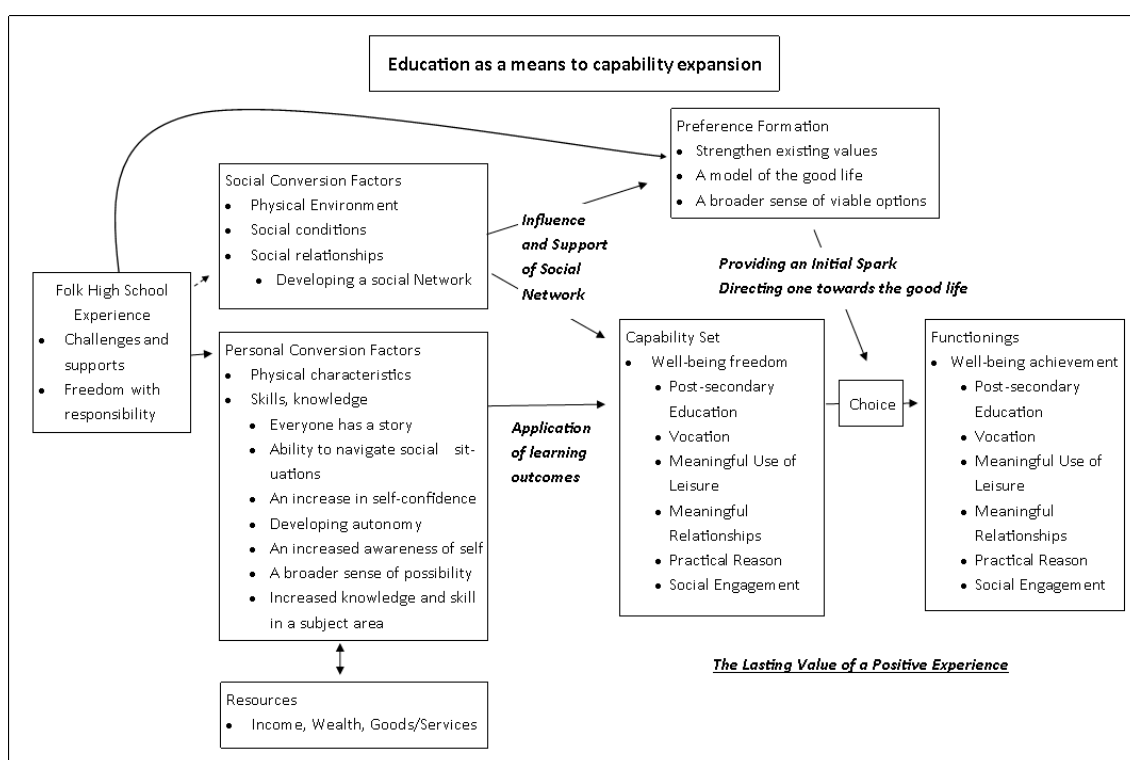 Education as a means to capability expansion
Preference Formation
• Strengthen existing values
• A model of the good life
• A broader sense of viable options
Social Conversion Factors
• Physical Environment
• Social conditions
• Social relationships
• Developing a social Network
Influence
and Support
of Social
Network
Providing an Initial Spark
Directing one towards the good life
Folk High School
Experience
• Challenges and
supports
• Freedom with
responsibility
Personal Conversion Factors
• Physical characteristics
• Skills, knowledge
• Everyone has a story
• Ability to navigate social sit-
uations
• An increase in self-confidence
• Developing autonomy
• An increased awareness of self
• A broader sense of possibility
• Increased knowledge and skill
in a subject area
Application
of learning
outcomes
Capability Set
• Well-being freedom
• Post-secondary
Education
• Vocation
• Meaningful Use of
Leisure
• Meaningful
Relationships
• Practical Reason
• Social Engagement
Choice
Functionings
• Well-being achievement
• Post-secondary
Education
• Vocation
• Meaningful Use of
Leisure
• Meaningful
Relationships
• Practical Reason
• Social Engagement
The Lasting Value of a Positive Experience
Resources
• Income, Wealth, Goods/Services